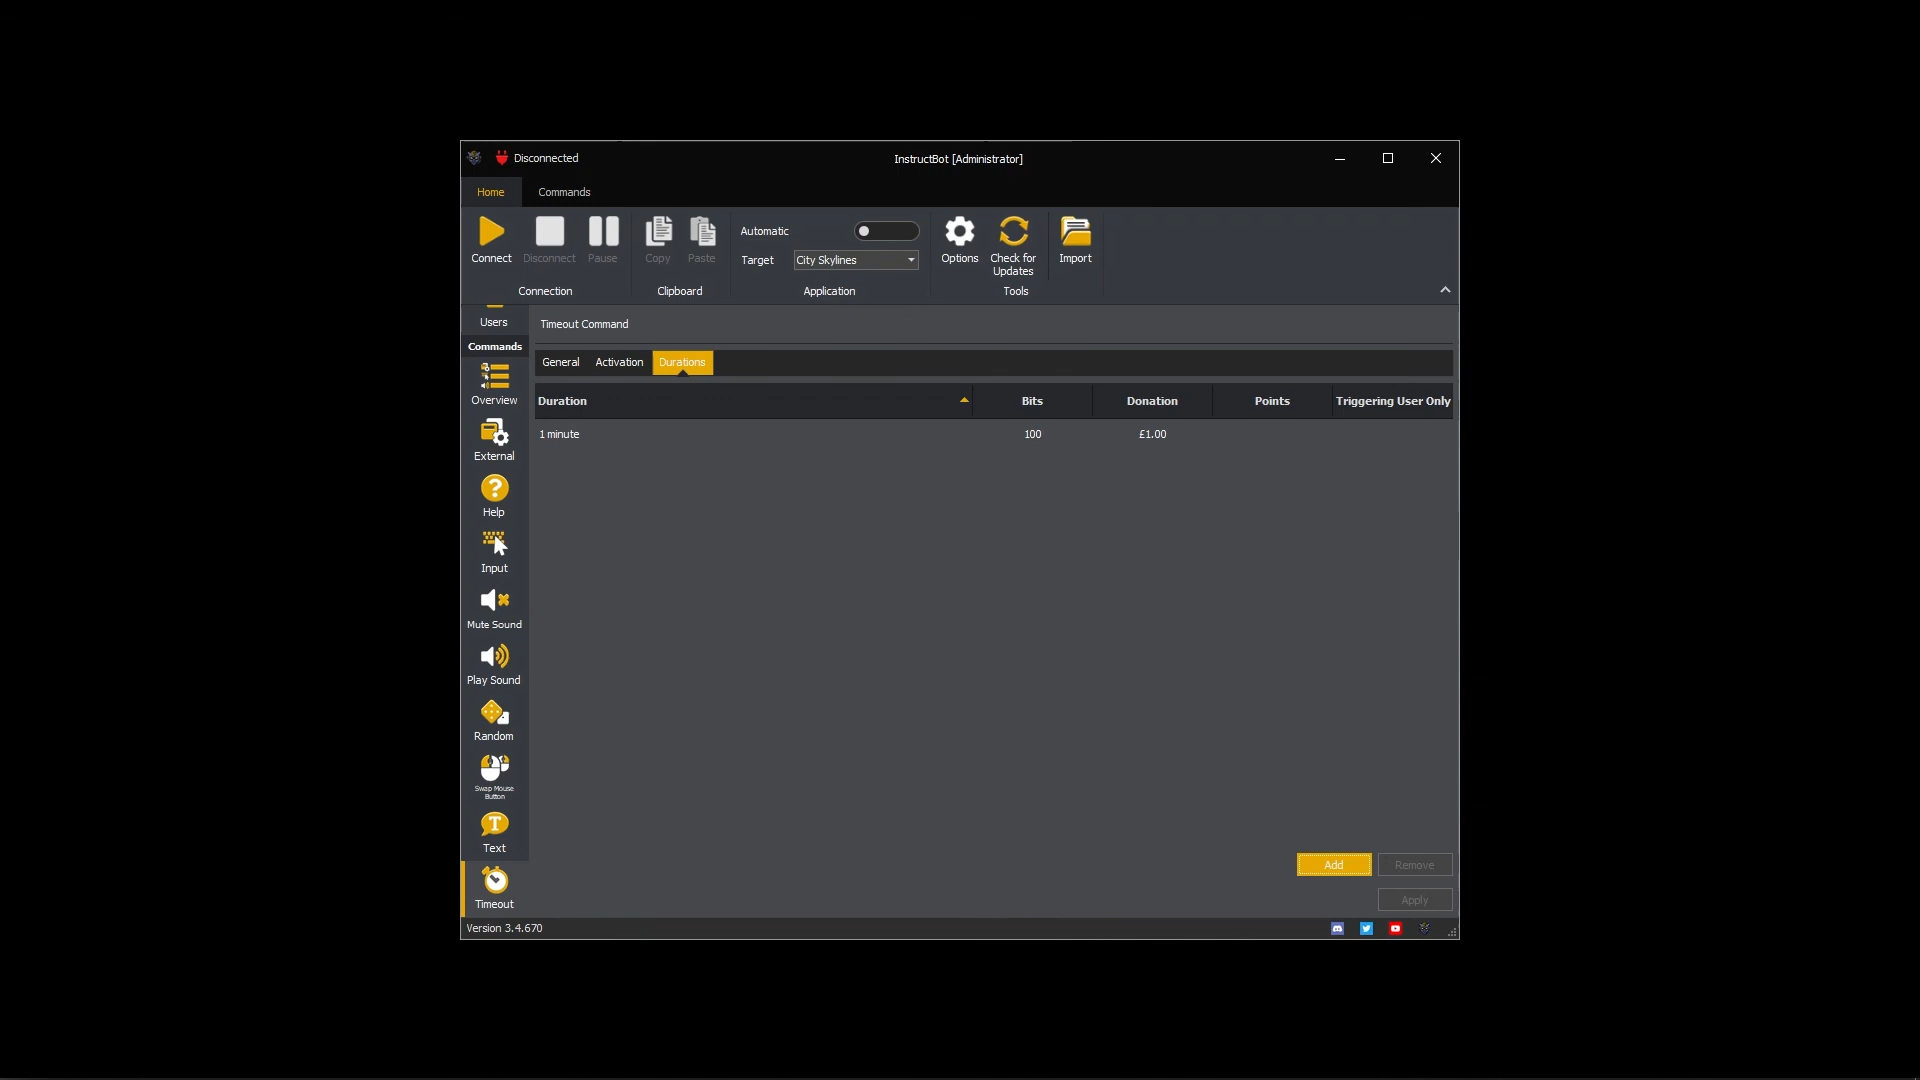 Disconnected
InstructBot [Administrator]
Home
Commands
Connect
Disconnect
Pause
Copy
Paste
Automatic
Target
City Skylines
Options
Check for
Updates
Import
Connection
Clipboard
Application
Tools
Users
Commands
Overview
External
? Help
Input
Mute Sound
Play Sound
Random
Swap Mouse
Button
T
Text
Timeout
Timeout Command
General
Activation
Durations
Duration
Bits
Donation
Points
Triggering User Only
1 minute
100
£1.00
Add
Remove
Apply
Version 3.4.670